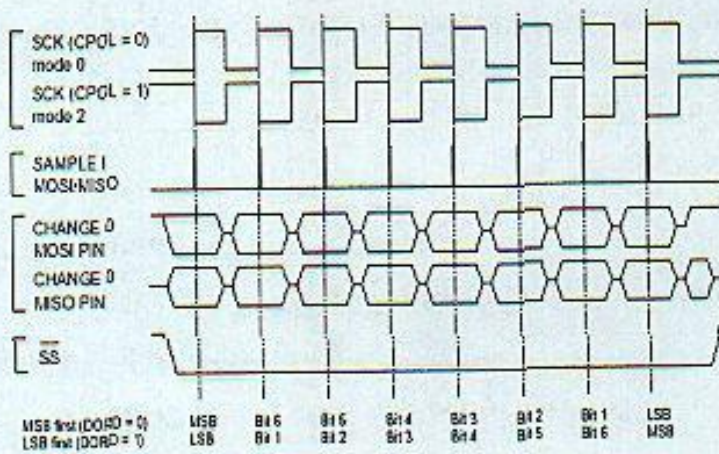 SCK (CPOL = 0)
mode 0
SCK (CPOL = 1)
mode 2
SAMPLE I
MOSI/MISO
CHANGE 0
MOSI PIN
CHANGE 0
MISO PIN
SS
MSB first (DORD = 0) MSB Bit 6 Bit 5 Bit 4 Bit 3 Bit 2 Bit 1 LSB
LSB first (DORD = 1) LSB Bit 1 Bit 2 Bit 3 Bit 4 Bit 5 Bit 6 MSB